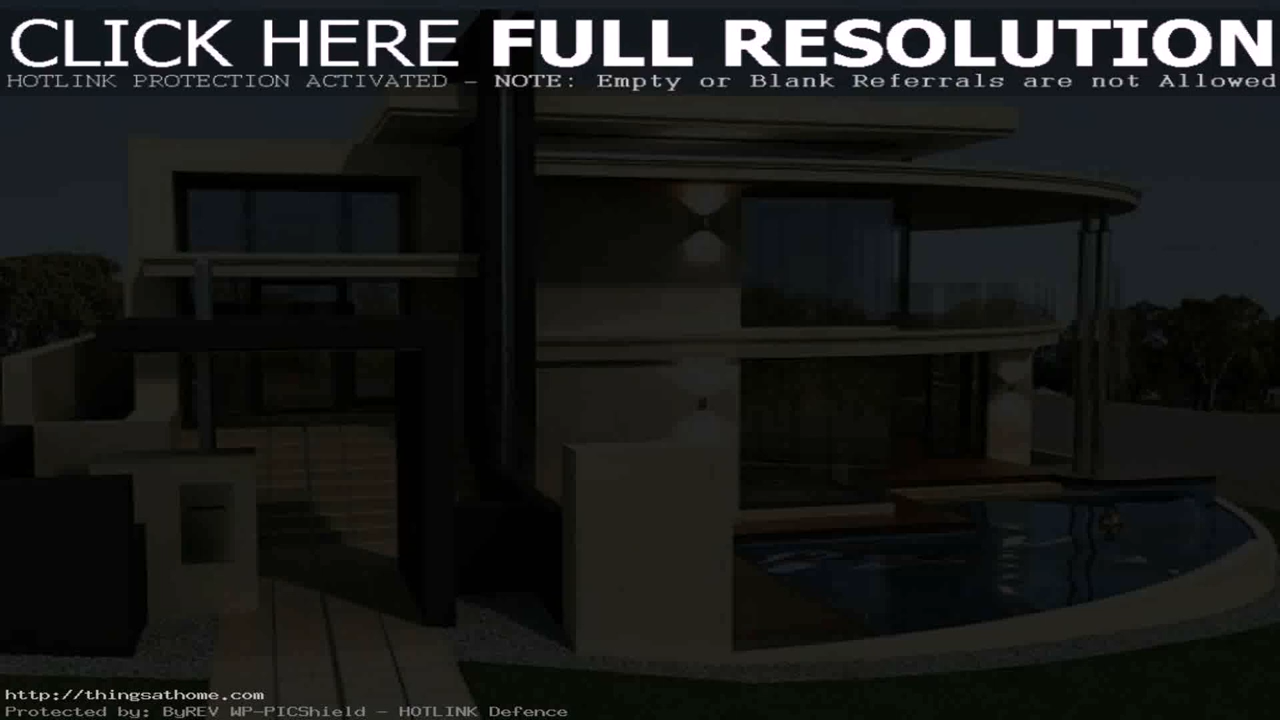 CLICK HERE FULL RESOLUTION
HOTLINK PROTECTION ACTIVATED – NOTE: Empty or Blank Referrals are not Allowed
http://thingsathome.com
Protected by: ByREV WP-PICShield – HOTLINK Defence